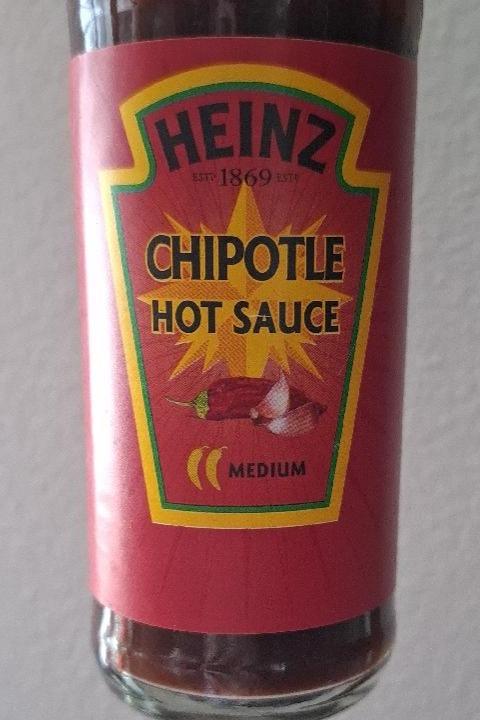 HEINZ
ESTD 1869 ESTD
CHIPOTLE
HOT SAUCE
MEDIUM